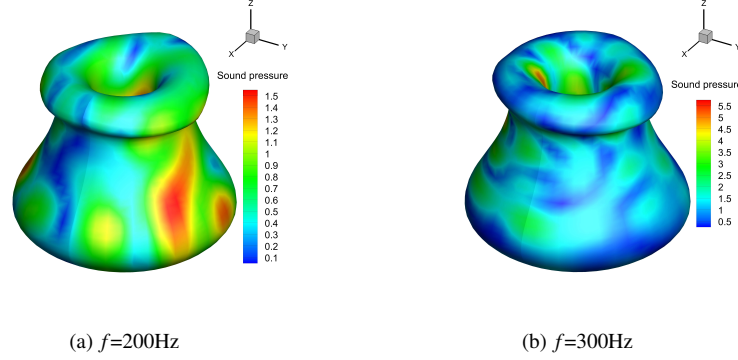 Z
X
Y
Sound pressure
1.5
1.4
1.3
1.2
1.1
1
0.9
0.8
0.7
0.6
0.5
0.4
0.3
0.2
0.1
(a) f=200Hz
Z
X
Y
Sound pressure
5.5
5
4.5
4
3.5
3
2.5
2
1.5
1
0.5
(b) f=300Hz